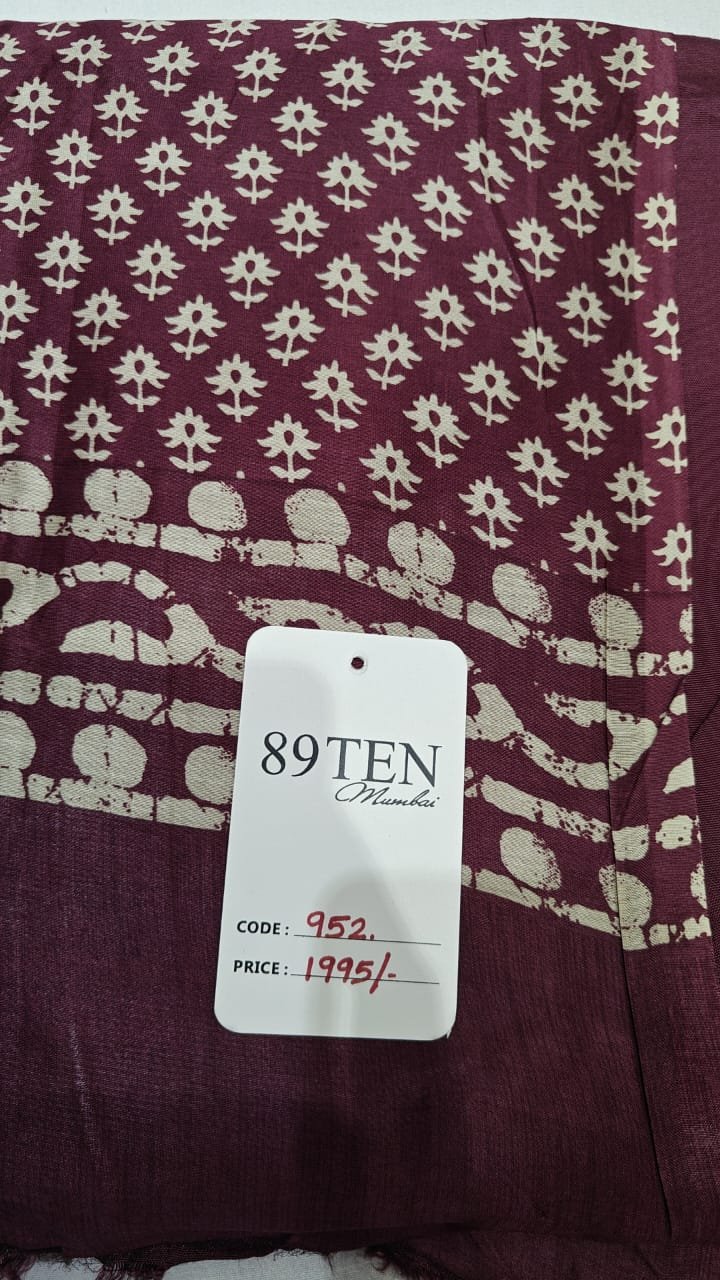 89TEN
Mumbai
CODE: 952.
PRICE: 1995/-